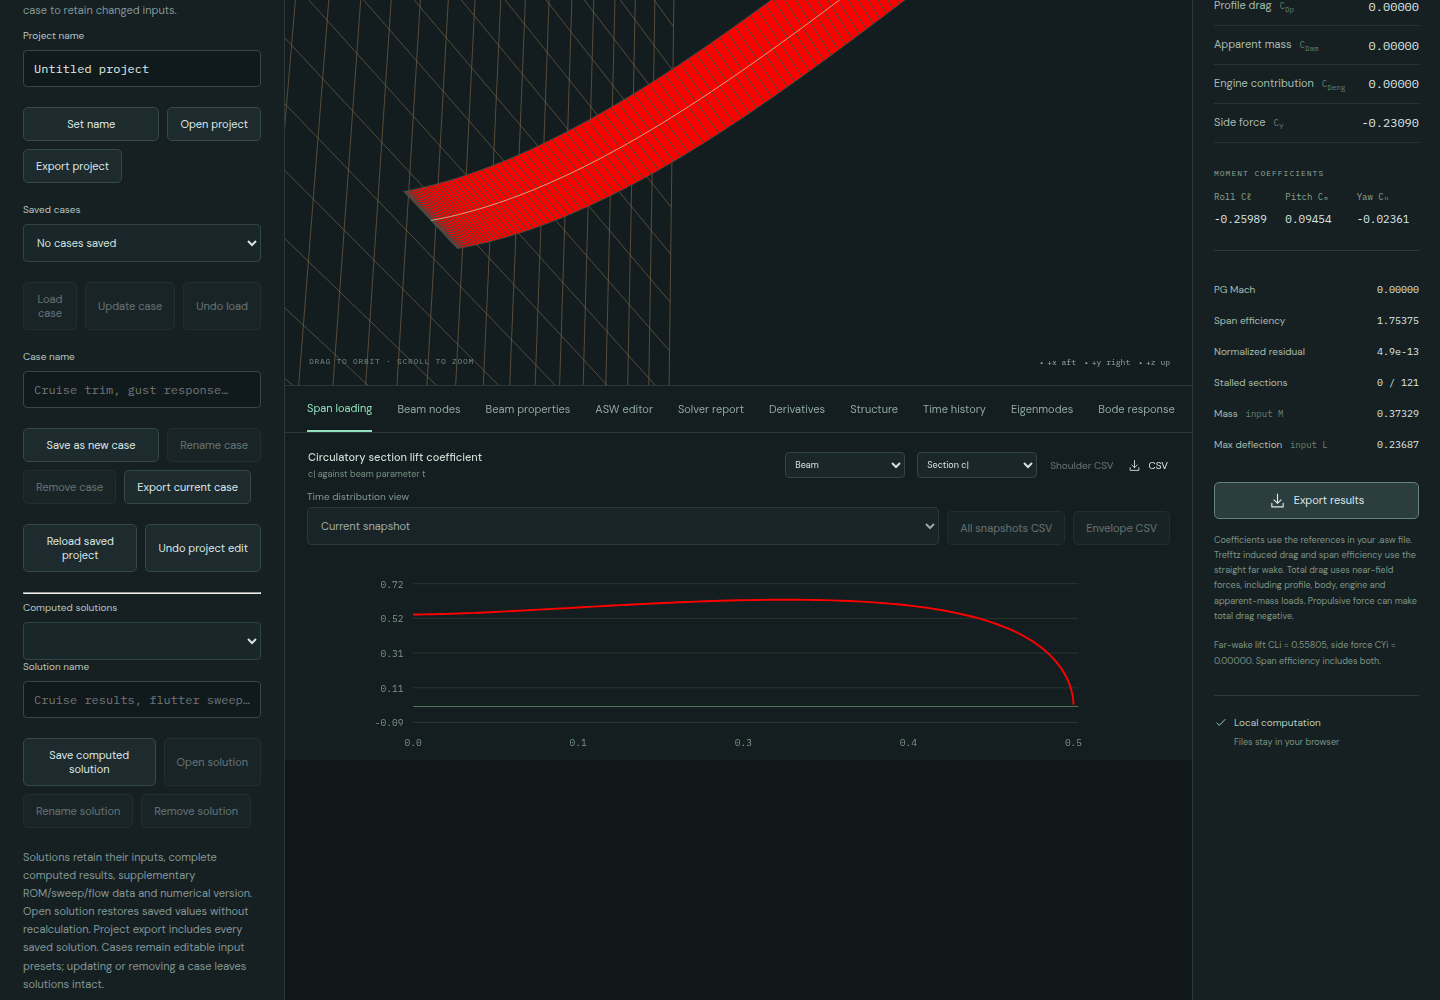 case to retain changed inputs.
Project name
Untitled project
Set name
Open project
Export project
Saved cases
No cases saved
Load case
Update case
Undo load
Case name
Cruise trim, gust response…
Save as new case
Rename case
Remove case
Export current case
Reload saved project
Undo project edit
Computed solutions
Solution name
Cruise results, flutter sweep…
Save computed solution
Open solution
Rename solution
Remove solution
Solutions retain their inputs, complete
computed results, supplementary
ROM/sweep/flow data and numerical version.
Open solution restores saved values without
recalculation. Project export includes every
saved solution. Cases remain editable input
presets; updating or removing a case leaves
solutions intact.
DRAG TO ORBIT · SCROLL TO ZOOM
• +x aft • +y right • +z up
Span loading
Beam nodes
Beam properties
ASW editor
Solver report
Derivatives
Structure
Time history
Eigenmodes
Bode response
Circulatory section lift coefficient
c| against beam parameter t
Beam
Section c|
Shoulder CSV
CSV
Time distribution view
Current snapshot
All snapshots CSV
Envelope CSV
0.72
0.52
0.31
0.11
-0.09
0.0 0.1 0.3 0.4 0.5
Profile drag CDp 0.00000
Apparent mass CDam 0.00000
Engine contribution CDeng 0.00000
Side force CY -0.23090
MOMENT COEFFICIENTS
Roll Cℓ Pitch Cₘ Yaw Cₙ
-0.25989 0.09454 -0.02361
PG Mach 0.00000
Span efficiency 1.75375
Normalized residual 4.9e-13
Stalled sections 0 / 121
Mass input M 0.37329
Max deflection input L 0.23687
Export results
Coefficients use the references in your .asw file.
Trefftz induced drag and span efficiency use the
straight far wake. Total drag uses near-field
forces, including profile, body, engine and
apparent-mass loads. Propulsive force can make
total drag negative.
Far-wake lift CLi = 0.55805, side force CYi =
0.00000. Span efficiency includes both.
Local computation
Files stay in your browser